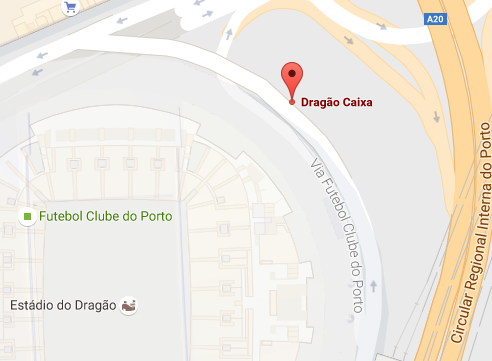 A20
Dragão Caixa
Via Futebol Clube do Porto
Futebol Clube do Porto
Estádio do Dragão
Circular Regional Interna do Porto